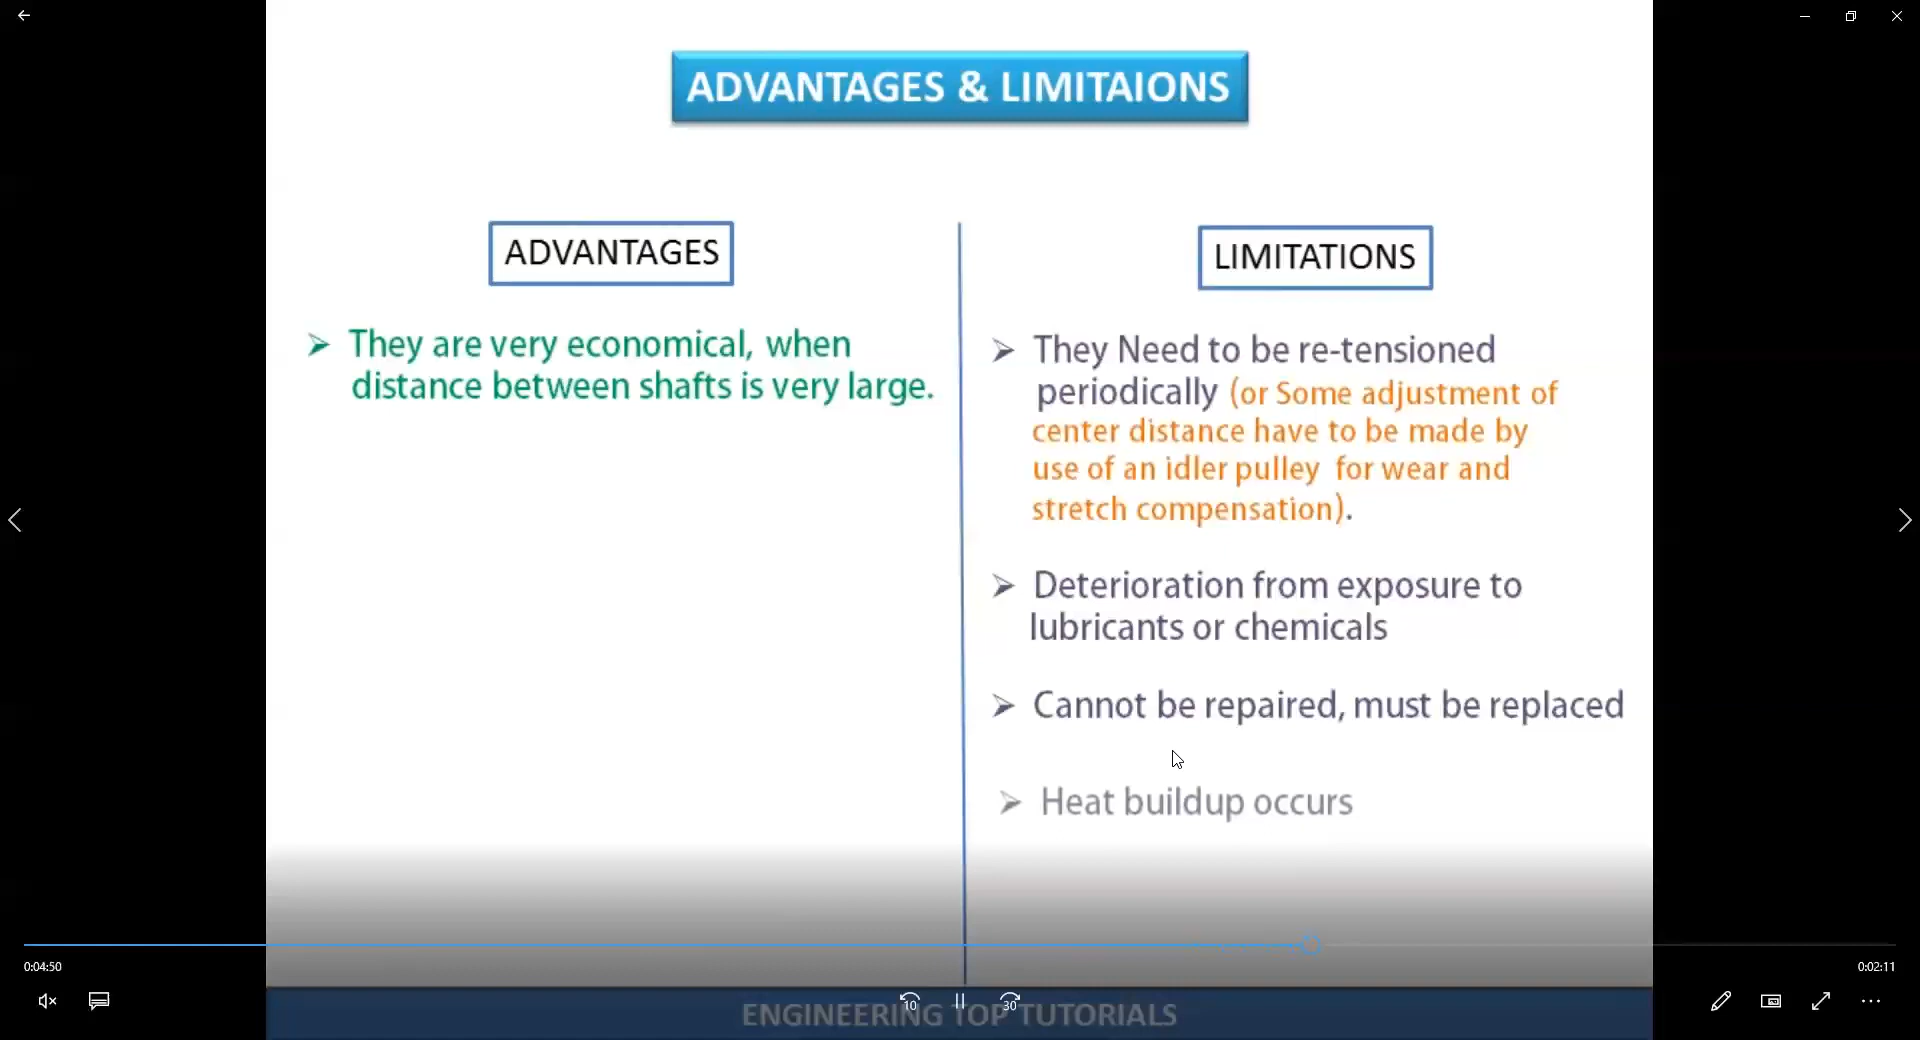 ADVANTAGES & LIMITAIONS
ADVANTAGES
➢ They are very economical, when
distance between shafts is very large.
LIMITATIONS
➢ They Need to be re-tensioned
periodically (or Some adjustment of
center distance have to be made by
use of an idler pulley for wear and
stretch compensation).
➢ Deterioration from exposure to
lubricants or chemicals
➢ Cannot be repaired, must be replaced
➢ Heat buildup occurs
0:04:50
0:02:11
10
30
ENGINEERING TOP TUTORIALS